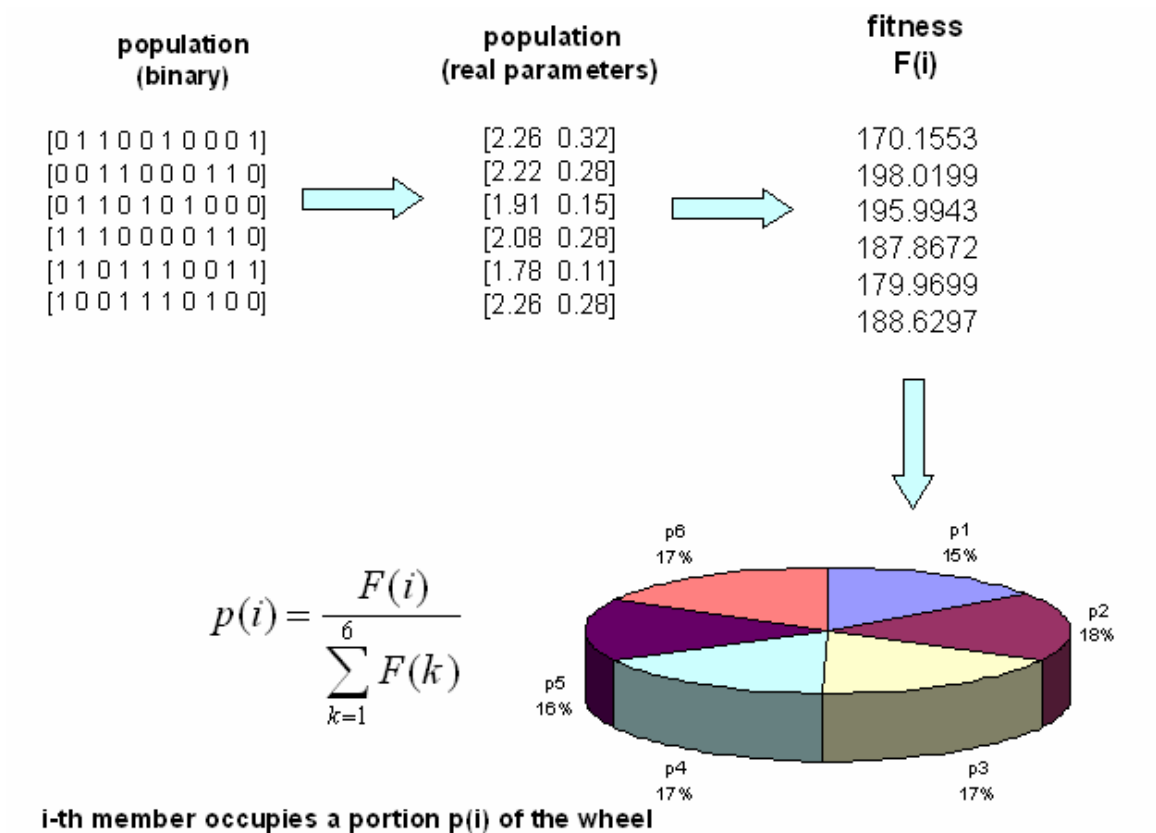 population
(binary)
[0 1 1 0 0 1 0 0 0 1]
[0 0 1 1 0 0 0 1 1 0]
[0 1 1 0 1 0 1 0 0 0]
[1 1 1 0 0 0 0 1 1 0]
[1 1 0 1 1 1 0 0 1 1]
[1 0 0 1 1 1 0 1 0 0]
population
(real parameters)
[2.26 0.32]
[2.22 0.28]
[1.91 0.15]
[2.08 0.28]
[1.78 0.11]
[2.26 0.28]
fitness
F(i)
170.1553
198.0199
195.9943
187.8672
179.9699
188.6297
p(i) = F(i) / 6 ∑ k=1 F(k)
p6
17%
p1
15%
p2
18%
p5
16%
p4
17%
p3
17%
i-th member occupies a portion p(i) of the wheel